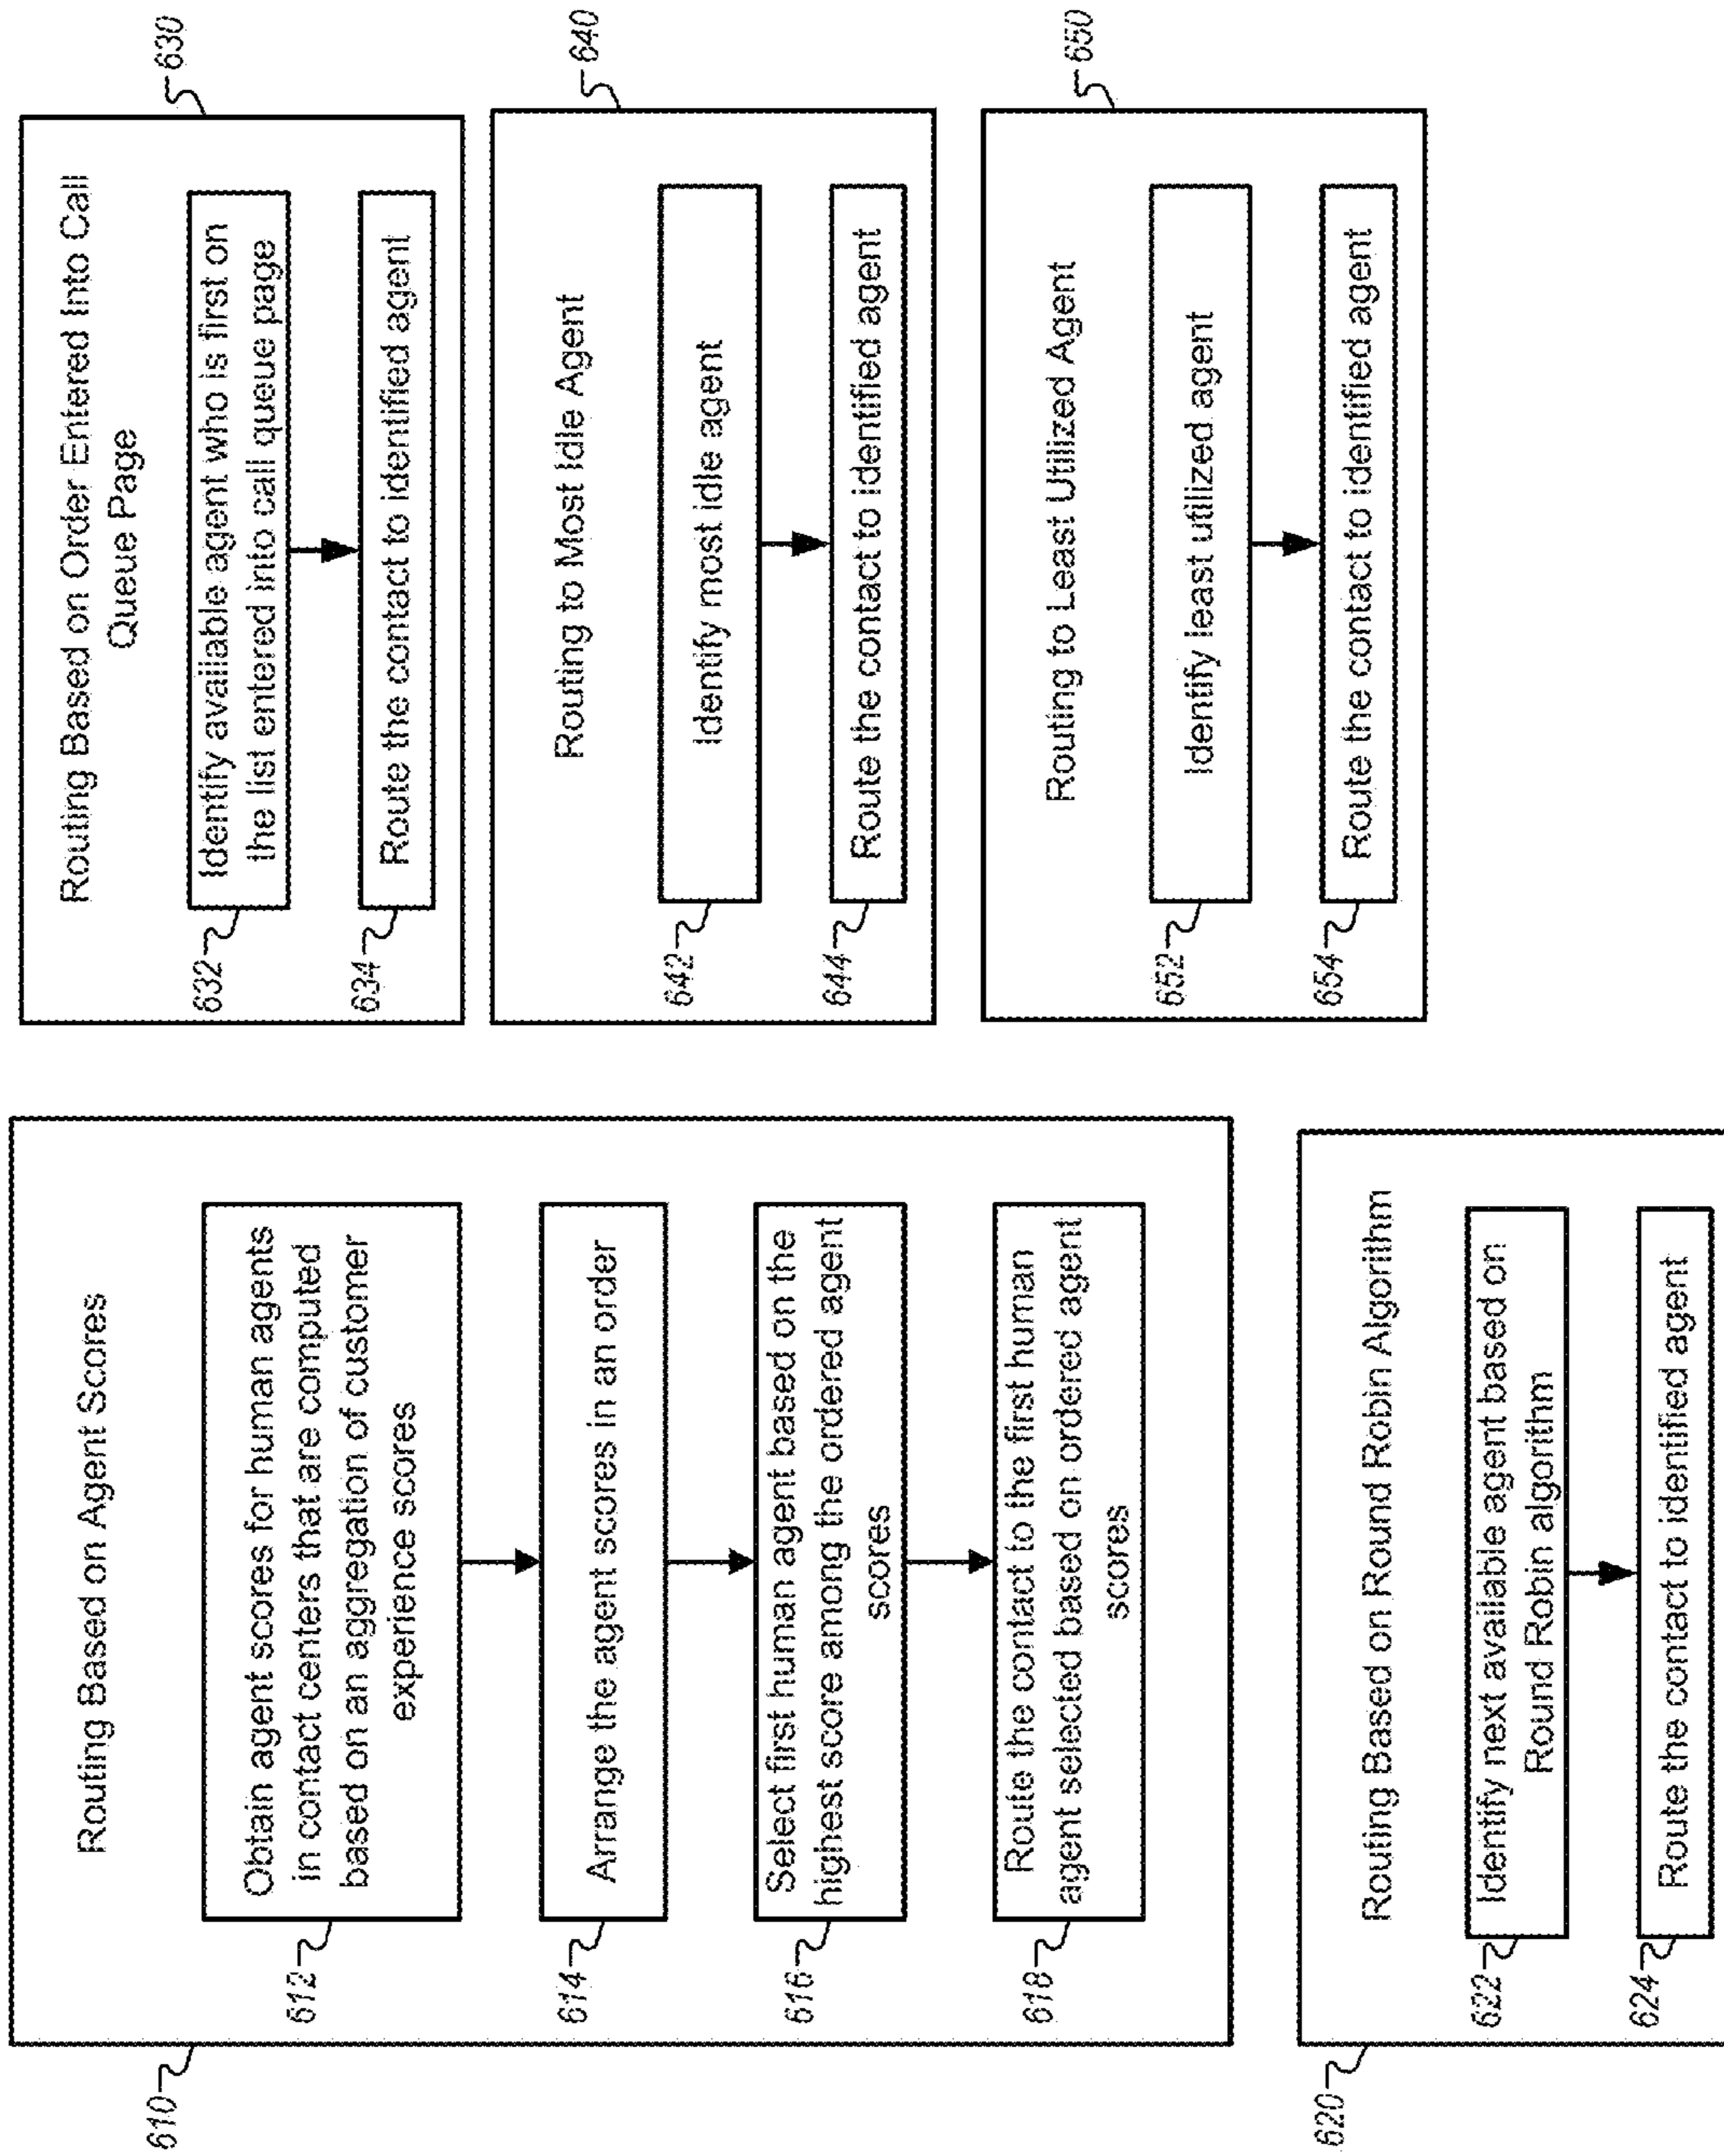 610
Routing Based on Agent Scores
612
Obtain agent scores for human agents
in contact centers that are computed
based on an aggregation of customer
experience scores
614
Arrange the agent scores in an order
616
Select first human agent based on the
highest score among the ordered agent
scores
618
Route the contact to the first human
agent selected based on ordered agent
scores
620
Routing Based on Round Robin Algorithm
622
Identify next available agent based on
Round Robin algorithm
624
Route the contact to identified agent
630
Routing Based on Order Entered Into Call
Queue Page
632
Identify available agent who is first on
the list entered into call queue page
634
Route the contact to identified agent
640
Routing to Most Idle Agent
642
Identify most idle agent
644
Route the contact to identified agent
650
Routing to Least Utilized Agent
652
Identify least utilized agent
654
Route the contact to identified agent